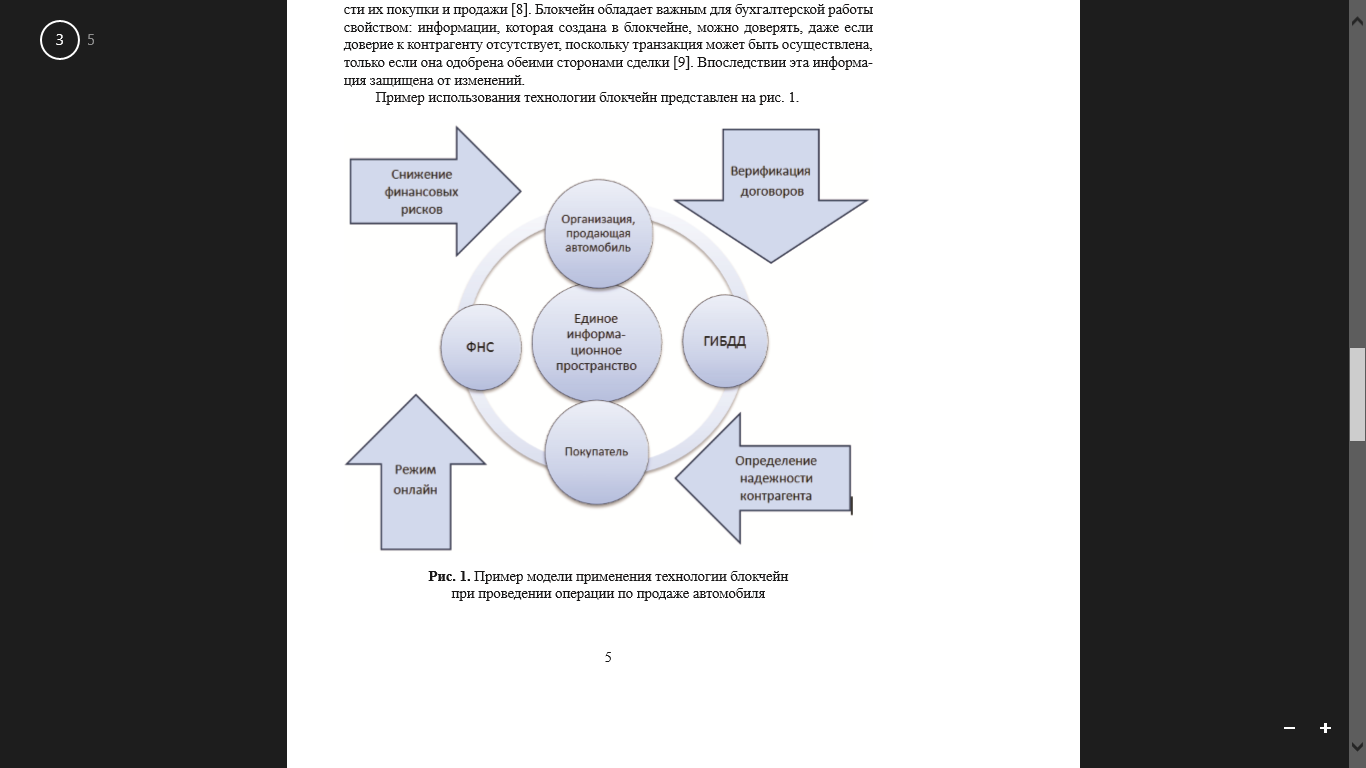 3 5
сти их покупки и продажи [8]. Блокчейн обладает важным для бухгалтерской работы
свойством: информации, которая создана в блокчейне, можно доверять, даже если
доверие к контрагенту отсутствует, поскольку транзакция может быть осуществлена,
только если она одобрена обеими сторонами сделки [9]. Впоследствии эта информа-
ция защищена от изменений.
Пример использования технологии блокчейн представлен на рис. 1.
Снижение
финансовых
рисков
Верификация
договоров
Организация,
продающая
автомобиль
ФНС
Единое
информа-
ционное
пространство
ГИБДД
Покупатель
Режим
онлайн
Определение
надежности
контрагента
Рис. 1. Пример модели применения технологии блокчейн
при проведении операции по продаже автомобиля
5